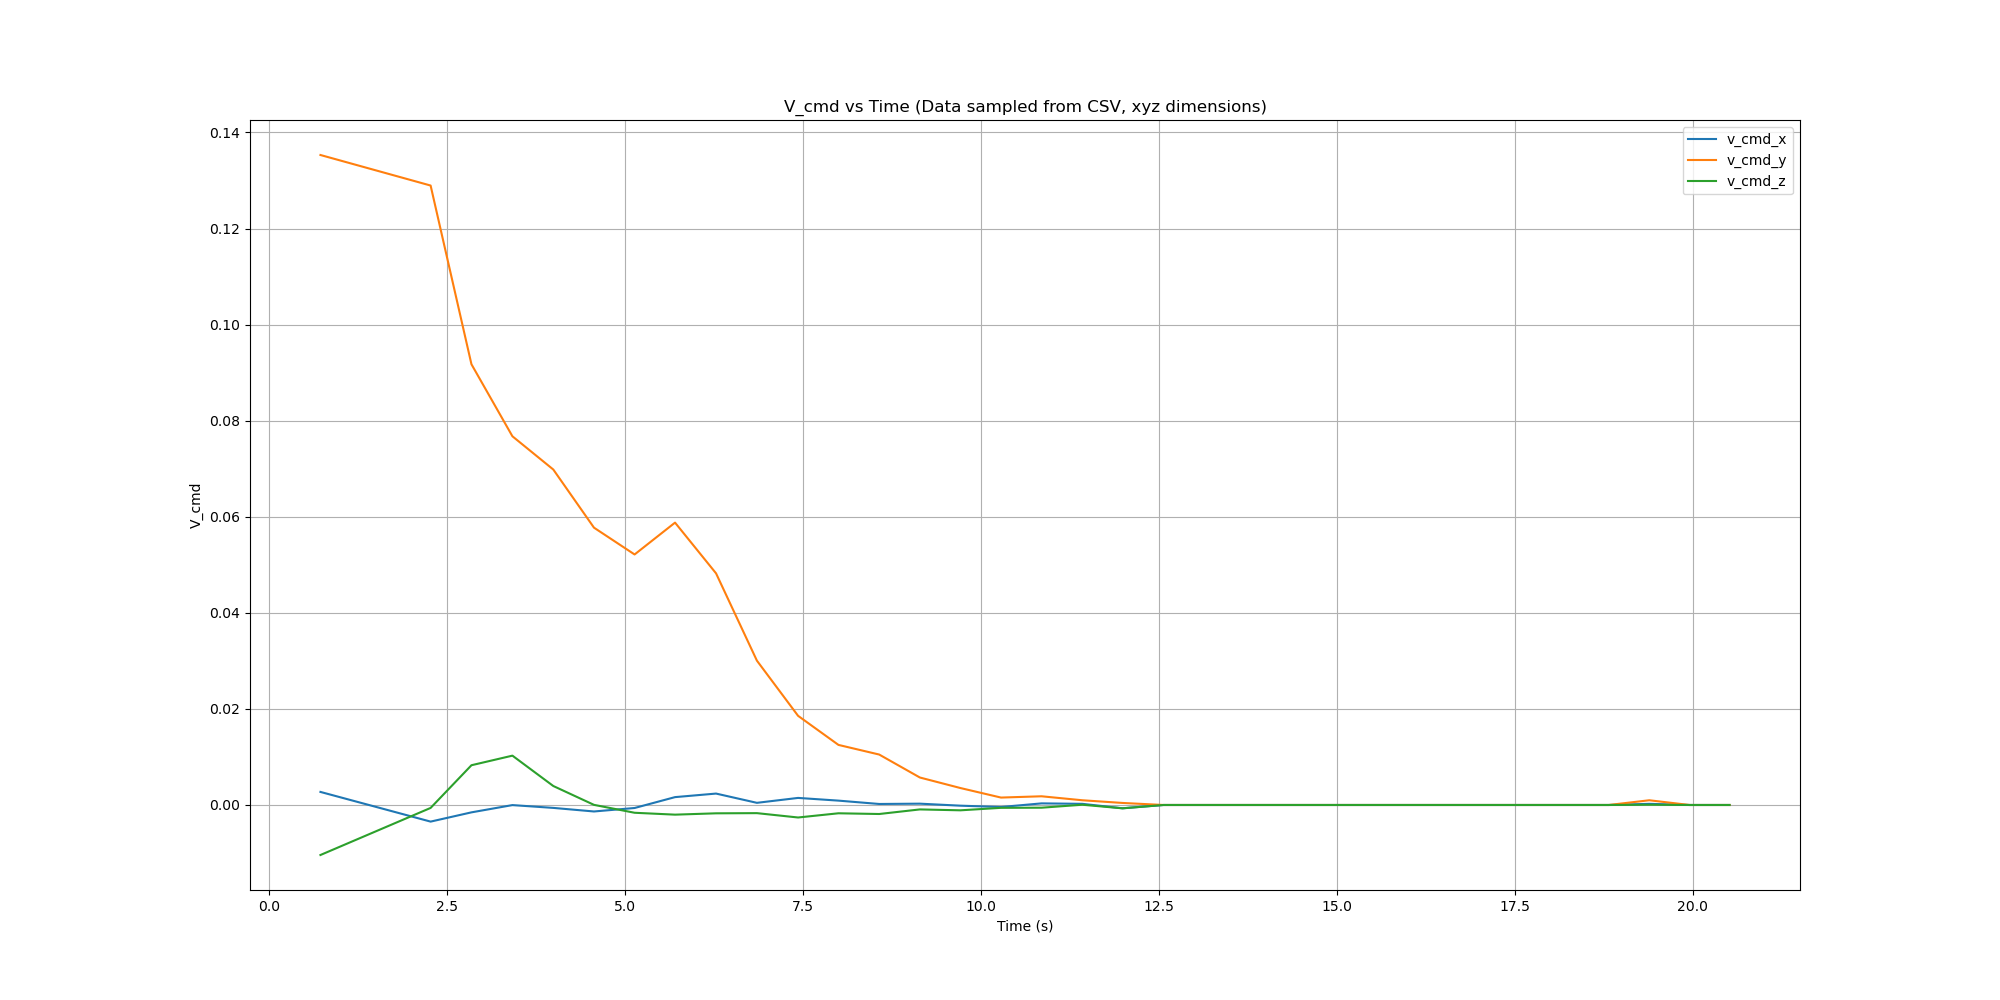 V_cmd vs Time (Data sampled from CSV, xyz dimensions)
v_cmd_x
v_cmd_y
v_cmd_z
V_cmd
0.14
0.12
0.10
0.08
0.06
0.04
0.02
0.00
0.0 2.5 5.0 7.5 10.0 12.5 15.0 17.5 20.0
Time (s)